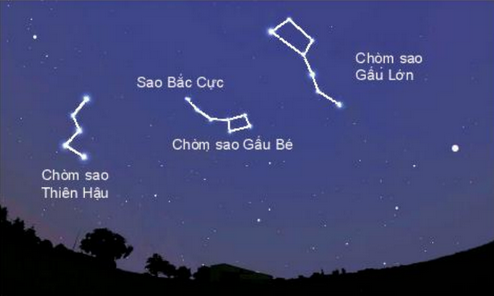 Chòm sao
Gấu Lớn
Sao Bắc Cực
Chòm sao Gấu Bé
Chòm sao
Thiên Hậu